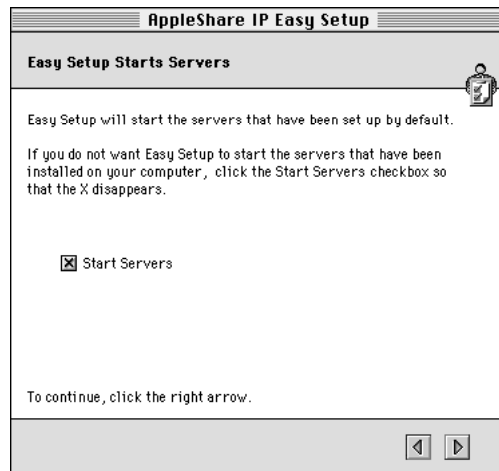 AppleShare IP Easy Setup
Easy Setup Starts Servers
Easy Setup will start the servers that have been set up by default.
If you do not want Easy Setup to start the servers that have been
installed on your computer, click the Start Servers checkbox so
that the X disappears.
Start Servers
To continue, click the right arrow.